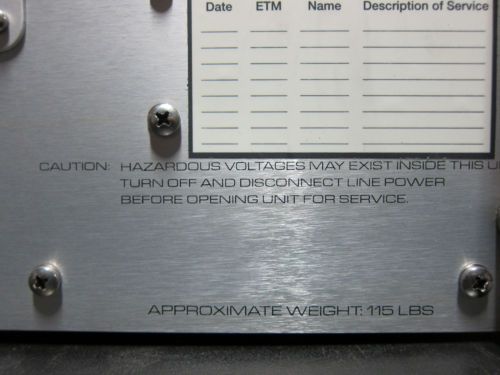 Date ETM Name Description of Service
CAUTION: HAZARDOUS VOLTAGES MAY EXIST INSIDE THIS U
TURN OFF AND DISCONNECT LINE POWER
BEFORE OPENING UNIT FOR SERVICE.
APPROXIMATE WEIGHT: 115 LBS